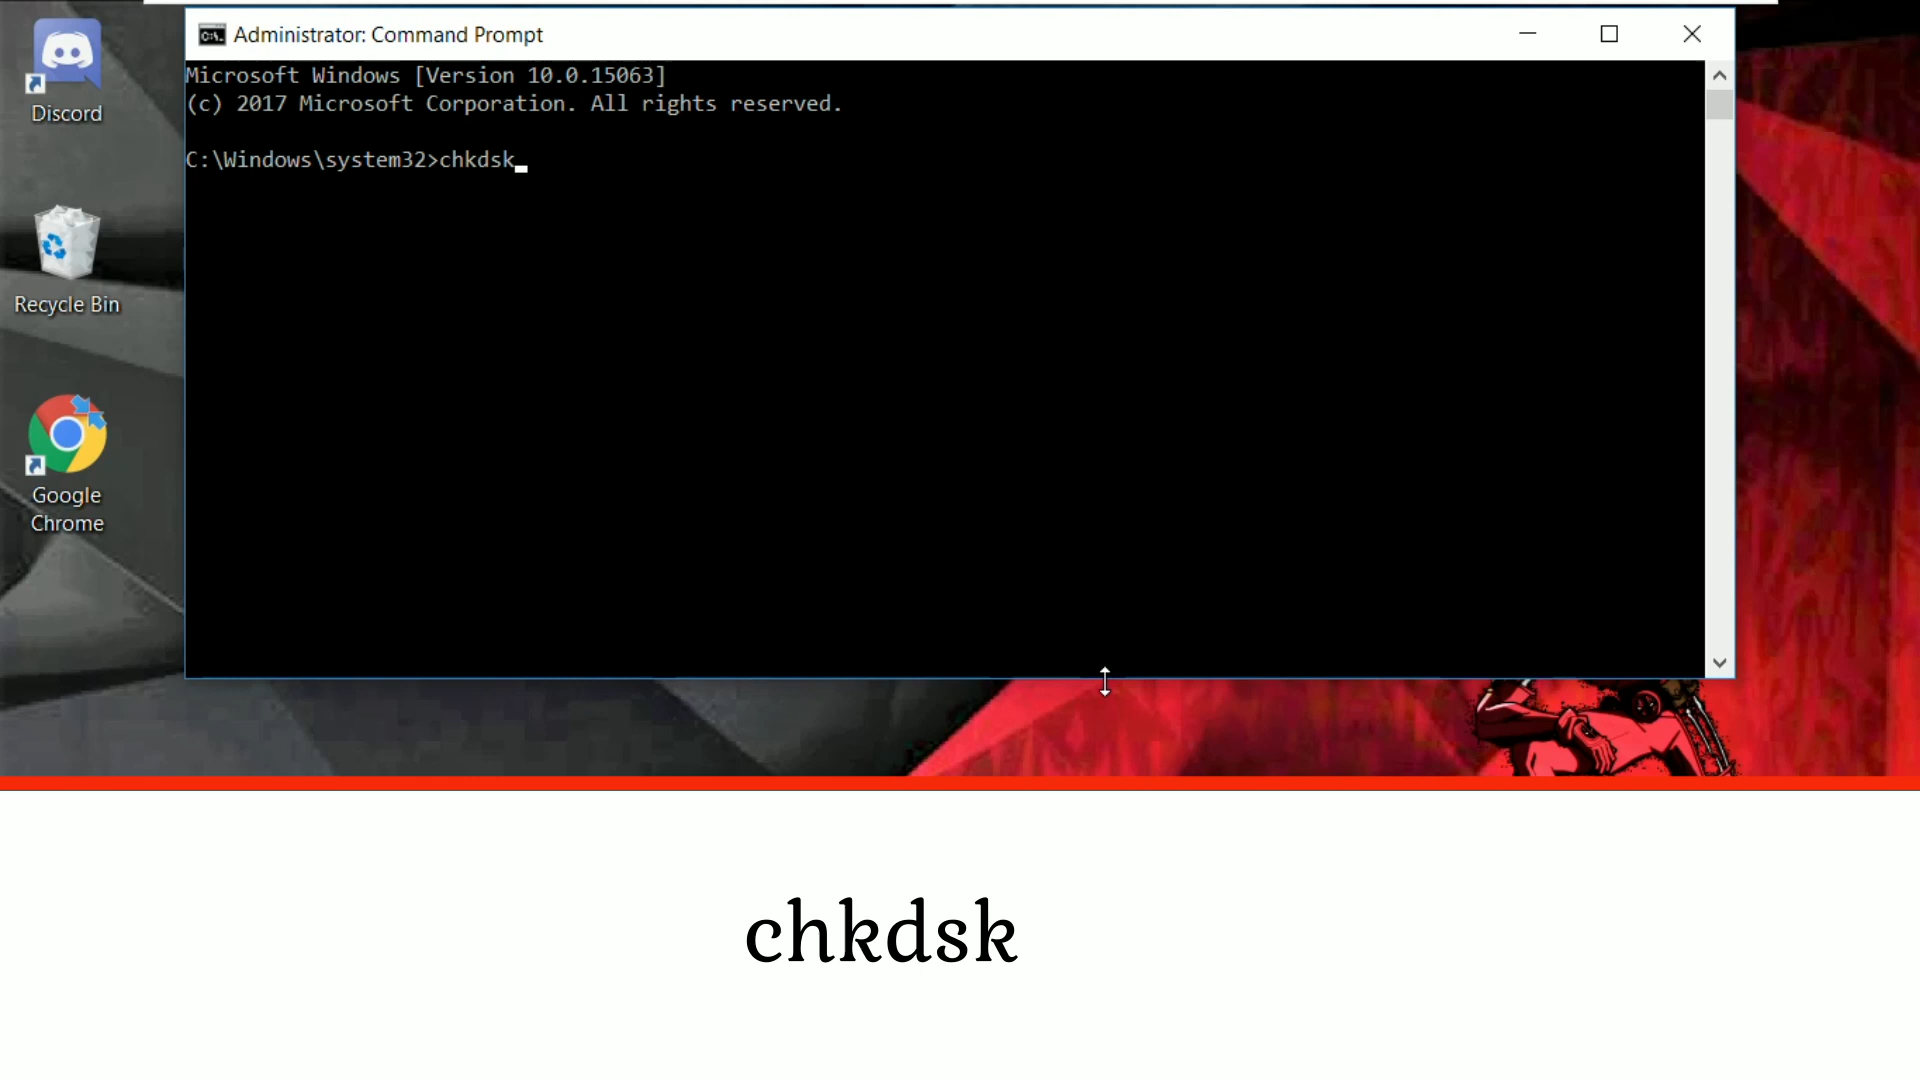 Administrator: Command Prompt
Microsoft Windows [Version 10.0.15063]
(c) 2017 Microsoft Corporation. All rights reserved.
C:\Windows\system32>chkdsk
Discord
Recycle Bin
Google
Chrome
chkdsk